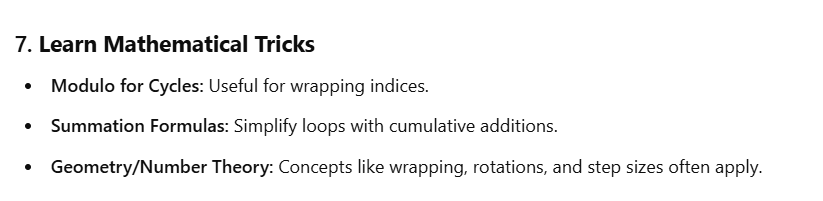 7. Learn Mathematical Tricks
• Modulo for Cycles: Useful for wrapping indices.
• Summation Formulas: Simplify loops with cumulative additions.
• Geometry/Number Theory: Concepts like wrapping, rotations, and step sizes often apply.